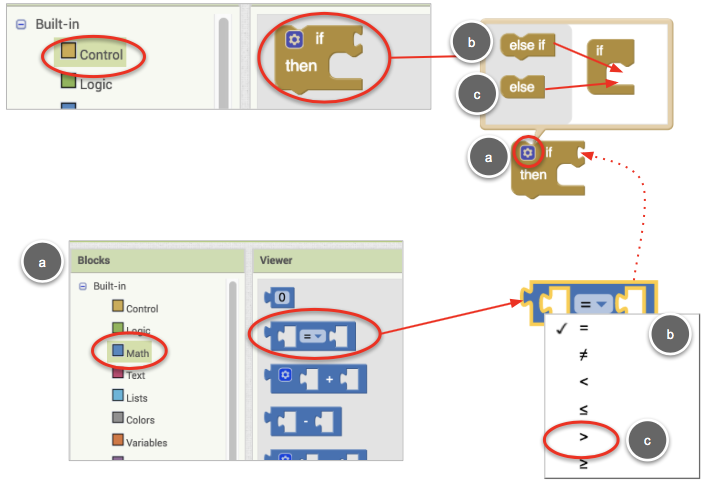 Built-in
Control
Logic
if
then
b
else if
if
c
else
a
if
then
a
Blocks
Viewer
Built-in
Control
Logic
Math
Text
Lists
Colors
Variables
0
=
+
-
=
b
✓ =
≠
<
≤
>
c
≥